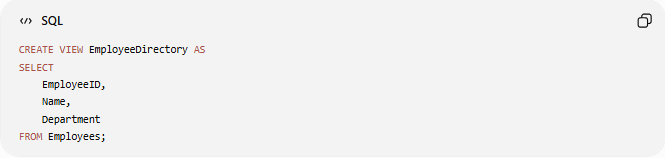 SQL
CREATE VIEW EmployeeDirectory AS
SELECT
    EmployeeID,
    Name,
    Department
FROM Employees;